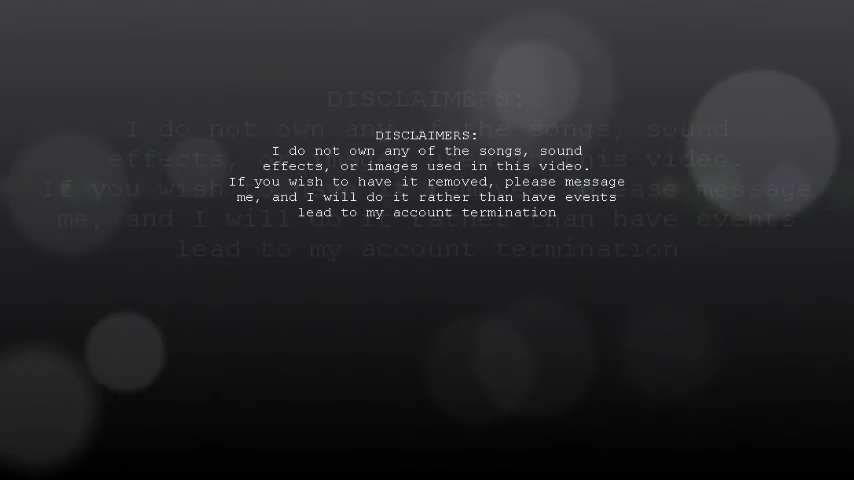 DISCLAIMERS:
I do not own any of the songs, sound
effects, or images used in this video.
If you wish to have it removed, please message
me, and I will do it rather than have events
lead to my account termination